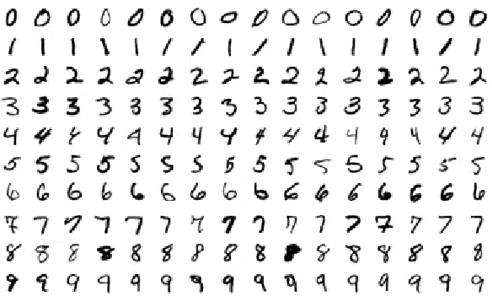 0 0 0 0 0 0 0 0 0 0 0 0 0 0 0 0
1 1 1 1 1 1 1 1 1 1 1 1 1 1 1 1
2 2 2 2 2 2 2 2 2 2 2 2 2 2 2 2
3 3 3 3 3 3 3 3 3 3 3 3 3 3 3 3
4 4 4 4 4 4 4 4 4 4 4 4 4 4 4 4
5 5 5 5 5 5 5 5 5 5 5 5 5 5 5 5
6 6 6 6 6 6 6 6 6 6 6 6 6 6 6 6
7 7 7 7 7 7 7 7 7 7 7 7 7 7 7 7
8 8 8 8 8 8 8 8 8 8 8 8 8 8 8 8
9 9 9 9 9 9 9 9 9 9 9 9 9 9 9 9